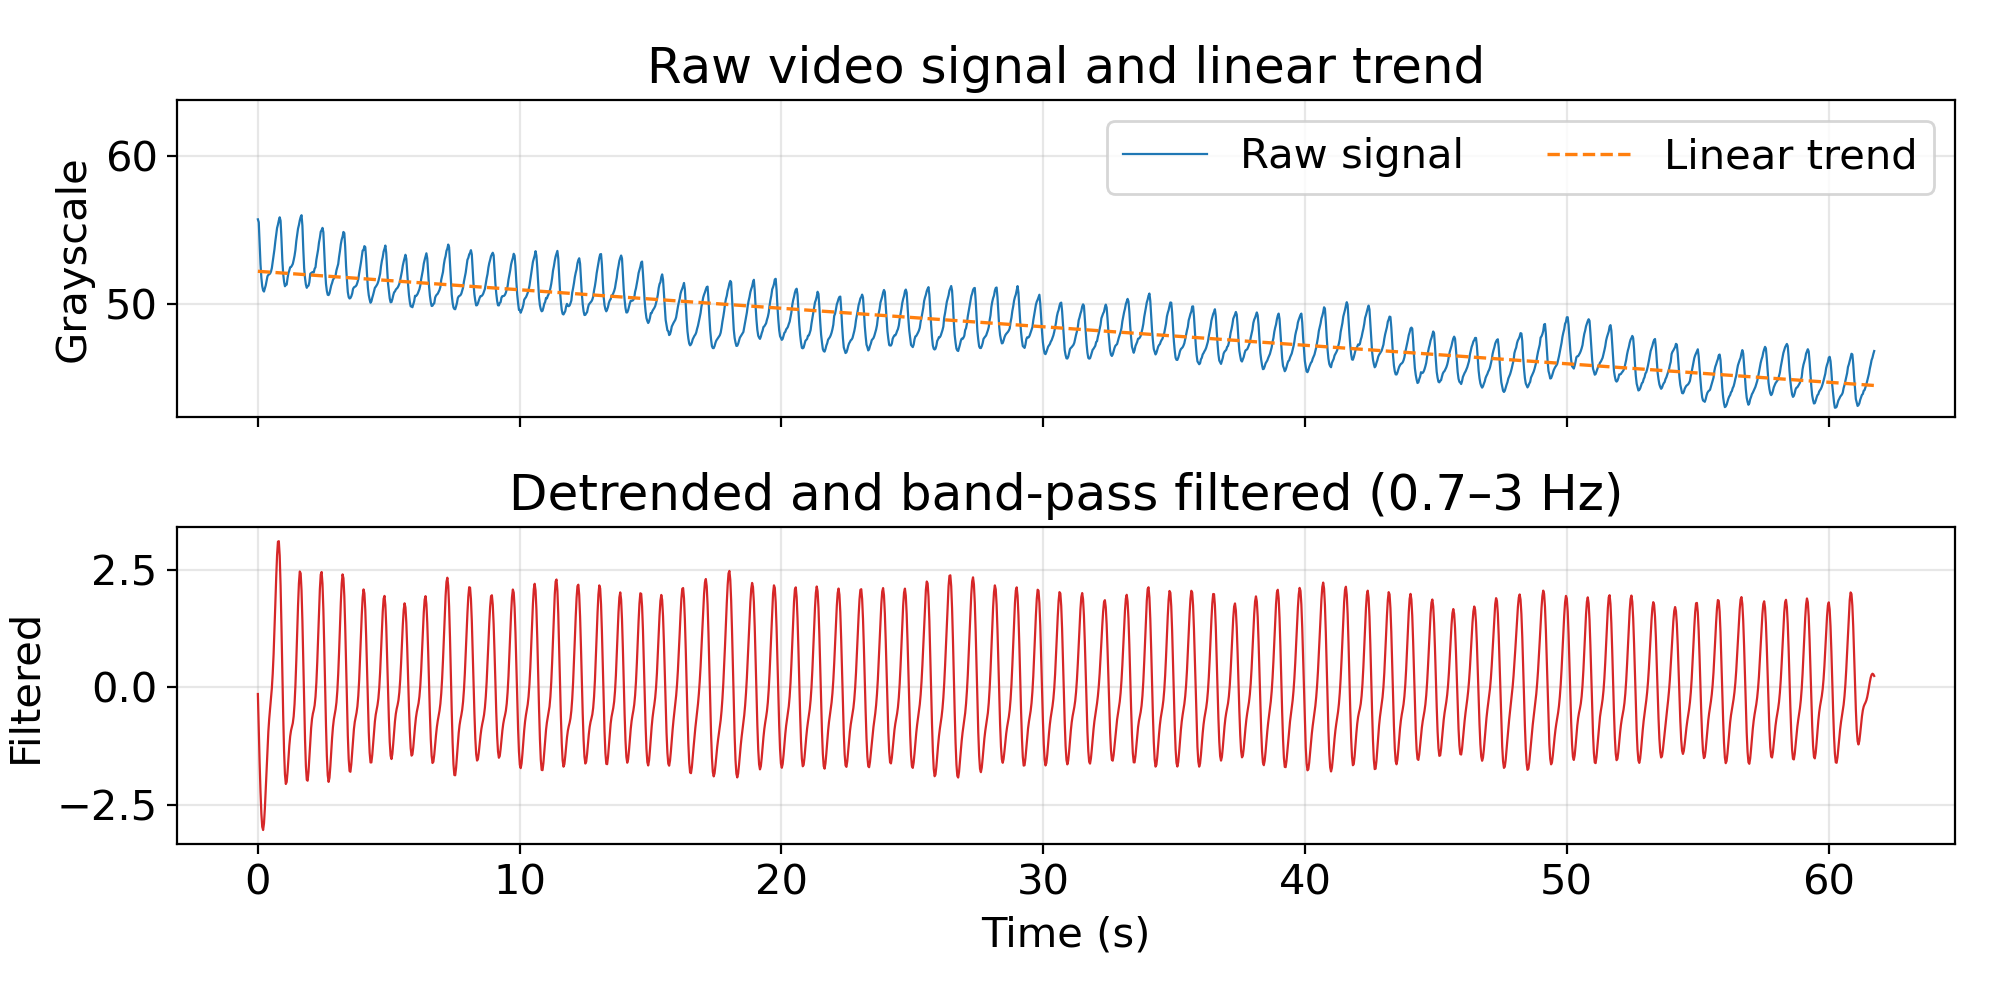 Raw video signal and linear trend
Grayscale
60
50
Raw signal
Linear trend
Detrended and band-pass filtered (0.7–3 Hz)
Filtered
2.5
0.0
−2.5
0 10 20 30 40 50 60
Time (s)